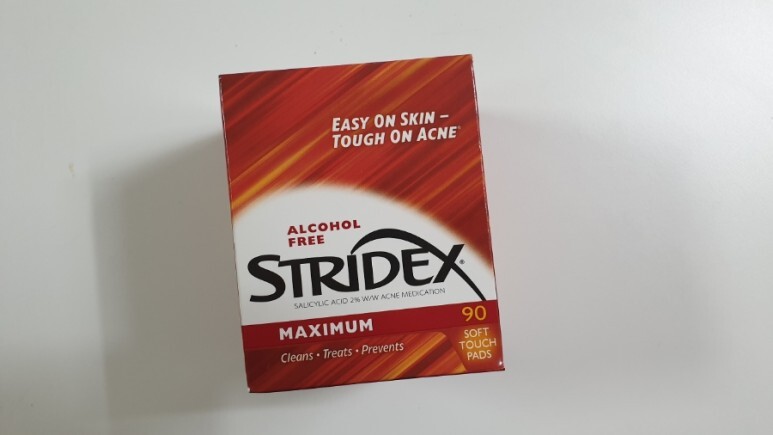 EASY ON SKIN –
TOUGH ON ACNE®
ALCOHOL
FREE
STRIDEX®
SALICYLIC ACID 2% W/W ACNE MEDICATION
MAXIMUM
Cleans • Treats • Prevents
90
SOFT
TOUCH
PADS